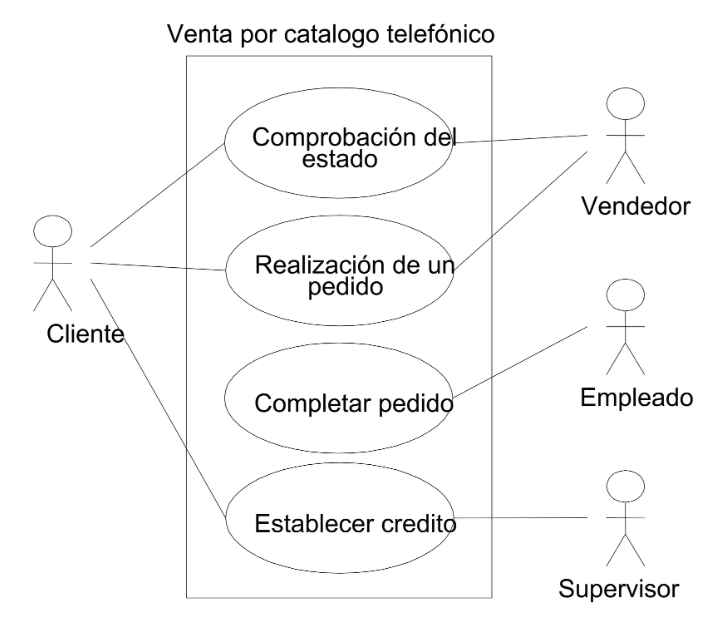 Venta por catalogo telefónico
Comprobación del
estado
Vendedor
Realización de un
pedido
Cliente
Completar pedido
Empleado
Establecer credito
Supervisor